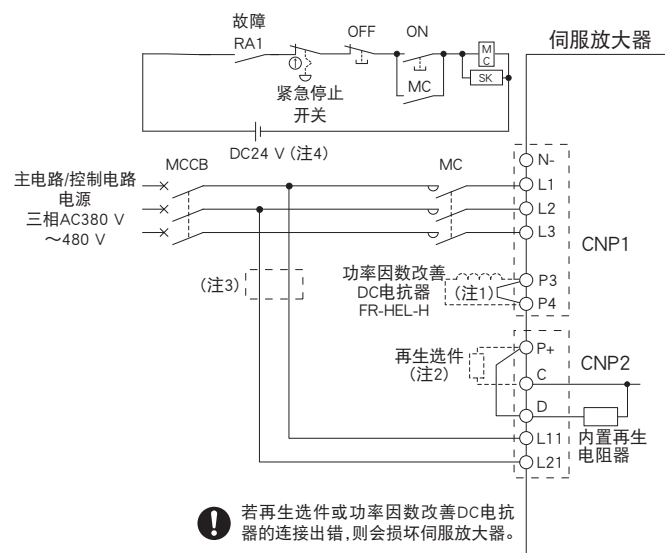 故障
RA1
OFF
ON
MC
SK
MC
紧急停止
开关
DC24 V (注4)
伺服放大器
主电路/控制电路
电源
三相AC380 V
～480 V
MCCB
MC
N-
L1
L2
L3
CNP1
功率因数改善
DC电抗器
FR-HEL-H
(注1)
P3
P4
(注3)
再生选件
(注2)
P+
C
D
CNP2
内置再生
电阻器
L11
L21
若再生选件或功率因数改善DC电抗
器的连接出错,则会损坏伺服放大器。